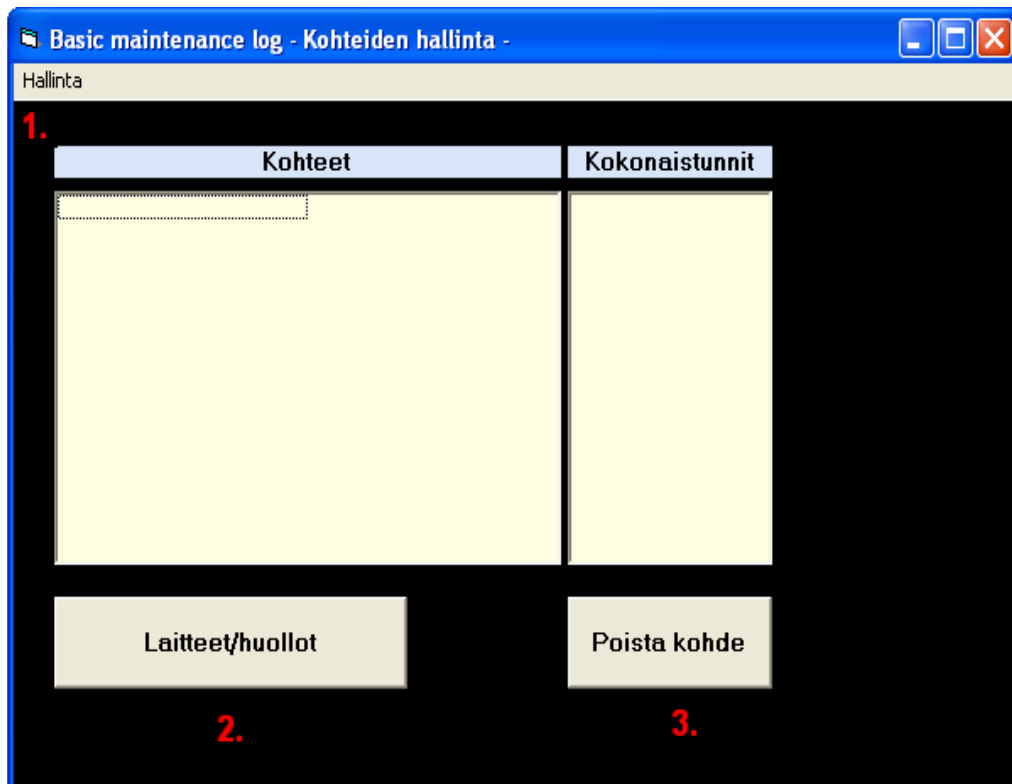 Basic maintenance log - Kohteiden hallinta -
Hallinta
1.
Kohteet Kokonaistunnit
Laitteet/huollot Poista kohde
2. 3.